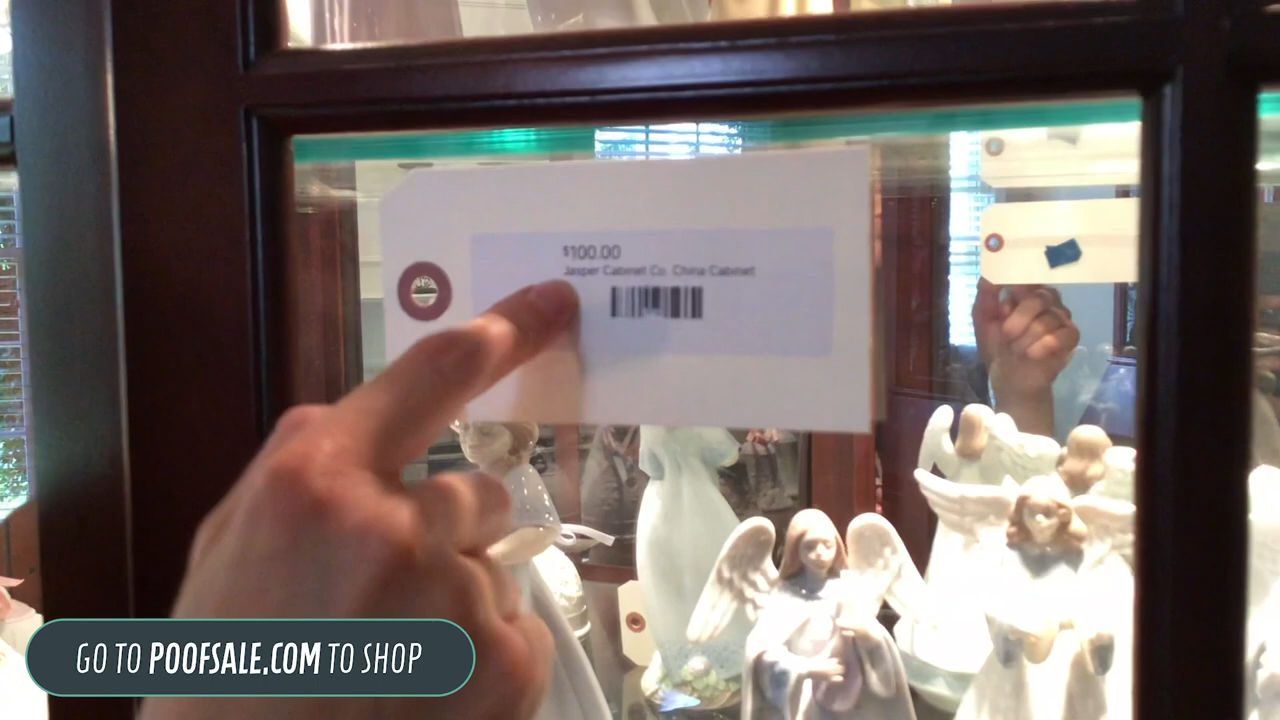 $100.00
Jasper Cabinet Co. China Cabinet
GO TO POOFSALE.COM TO SHOP